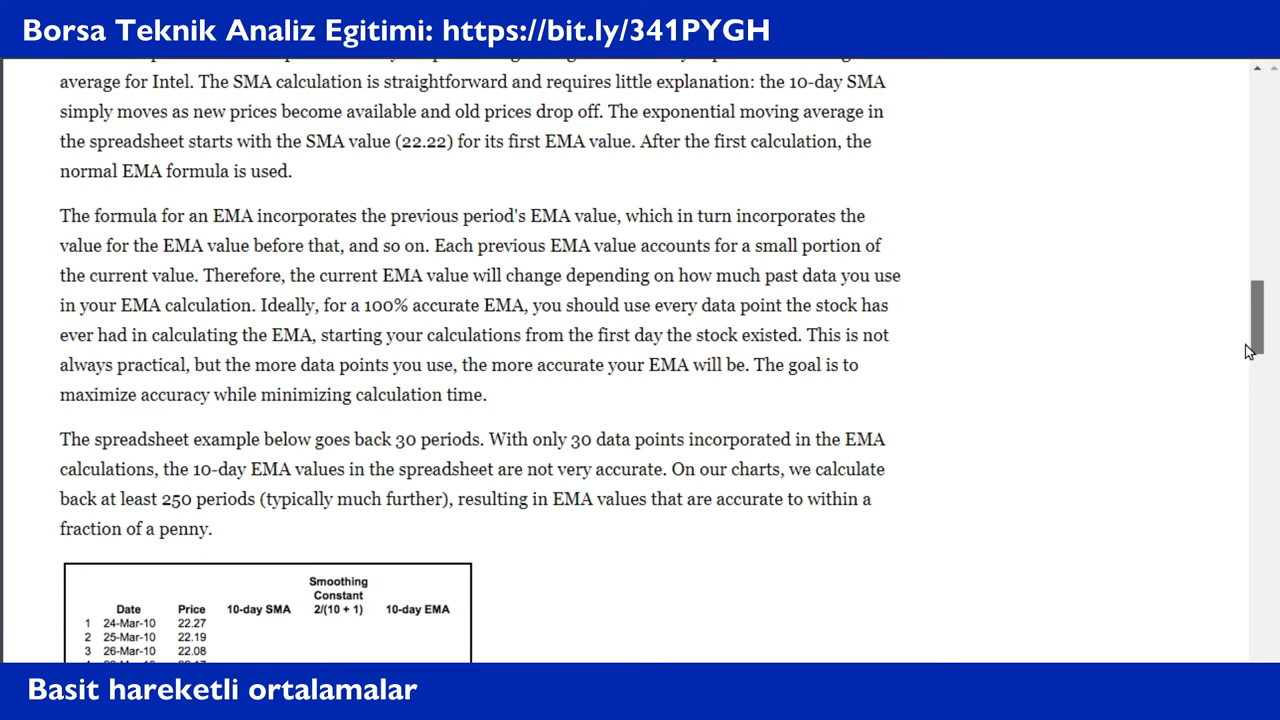 Borsa Teknik Analiz Egitimi: https://bit.ly/341PYGH
average for Intel. The SMA calculation is straightforward and requires little explanation: the 10-day SMA
simply moves as new prices become available and old prices drop off. The exponential moving average in
the spreadsheet starts with the SMA value (22.22) for its first EMA value. After the first calculation, the
normal EMA formula is used.
The formula for an EMA incorporates the previous period's EMA value, which in turn incorporates the
value for the EMA value before that, and so on. Each previous EMA value accounts for a small portion of
the current value. Therefore, the current EMA value will change depending on how much past data you use
in your EMA calculation. Ideally, for a 100% accurate EMA, you should use every data point the stock has
ever had in calculating the EMA, starting your calculations from the first day the stock existed. This is not
always practical, but the more data points you use, the more accurate your EMA will be. The goal is to
maximize accuracy while minimizing calculation time.
The spreadsheet example below goes back 30 periods. With only 30 data points incorporated in the EMA
calculations, the 10-day EMA values in the spreadsheet are not very accurate. On our charts, we calculate
back at least 250 periods (typically much further), resulting in EMA values that are accurate to within a
fraction of a penny.
Smoothing
Constant
Date Price 10-day SMA 2/(10 + 1) 10-day EMA
1 24-Mar-10 22.27
2 25-Mar-10 22.19
3 26-Mar-10 22.08
Basit hareketli ortalamalar